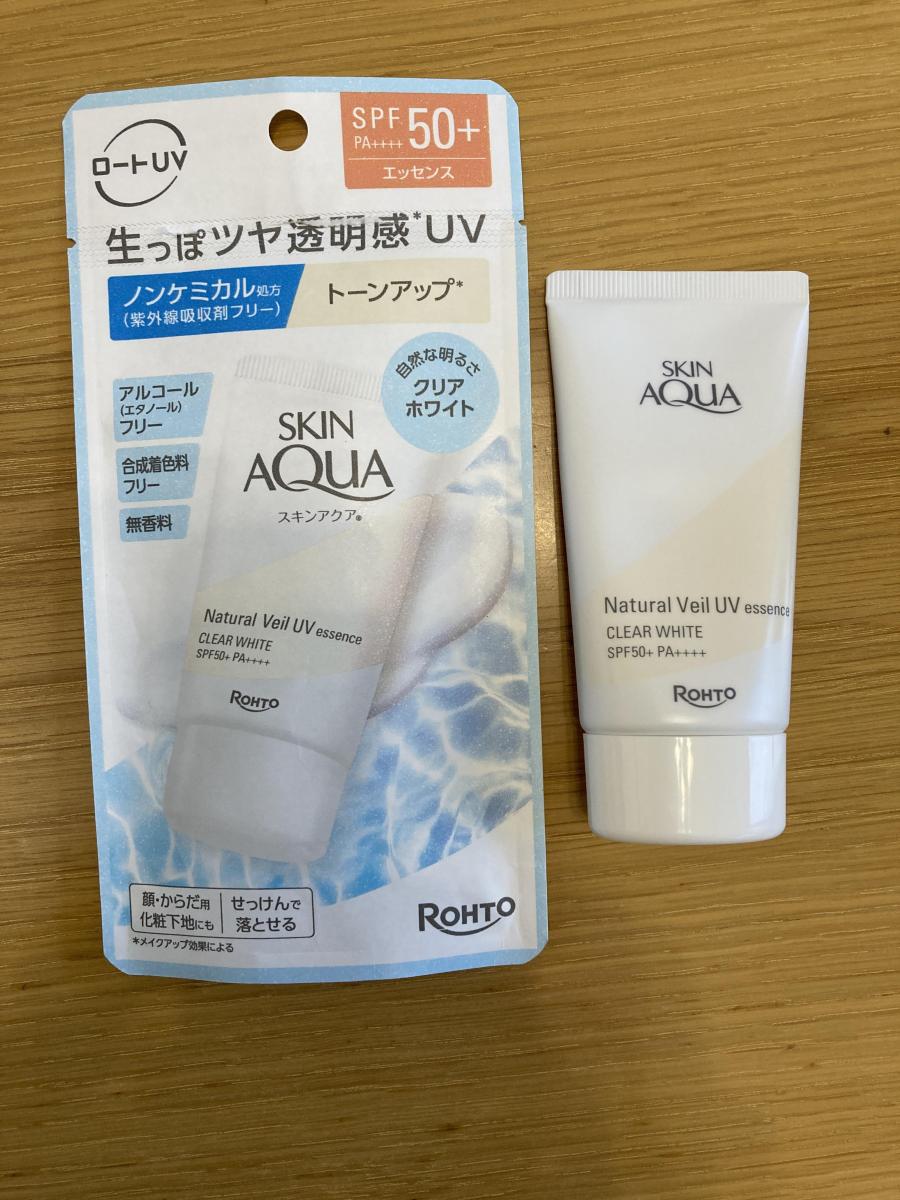 ロートUV
SPF 50+
PA++++
エッセンス
生っぽツヤ透明感*UV
ノンケミカル処方
(紫外線吸収剤フリー)
トーンアップ*
自然な明るさ
クリア
ホワイト
アルコール
(エタノール)
フリー
合成着色料
フリー
無香料
SKIN
AQUA
スキンアクア®
Natural Veil UV essence
CLEAR WHITE
SPF50+ PA++++
ROHTO
顔・からだ用
化粧下地にも
せっけんで
落とせる
*メイクアップ効果による
ROHTO
SKIN
AQUA
Natural Veil UV essence
CLEAR WHITE
SPF50+ PA++++
ROHTO